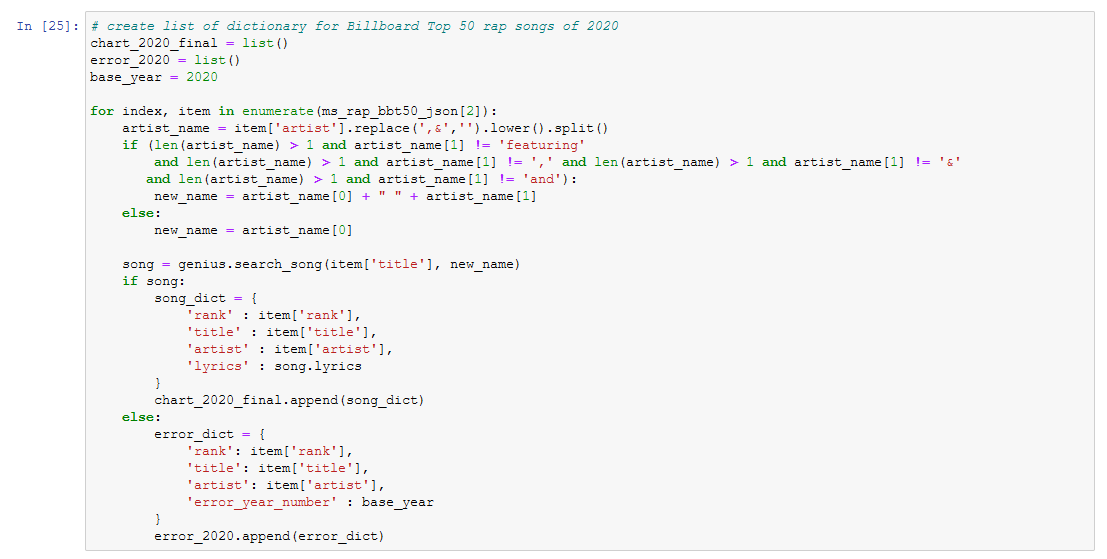 In [25]: # create list of dictionary for Billboard Top 50 rap songs of 2020
chart_2020_final = list()
error_2020 = list()
base_year = 2020

for index, item in enumerate(ms_rap_bbt50_json[2]):
    artist_name = item['artist'].replace(',&','').lower().split()
    if (len(artist_name) > 1 and artist_name[1] != 'featuring'
        and len(artist_name) > 1 and artist_name[1] != ',' and len(artist_name) > 1 and artist_name[1] != '&'
       and len(artist_name) > 1 and artist_name[1] != 'and'):
        new_name = artist_name[0] + " " + artist_name[1]
    else:
        new_name = artist_name[0]

    song = genius.search_song(item['title'], new_name)
    if song:
        song_dict = {
            'rank' : item['rank'],
            'title' : item['title'],
            'artist' : item['artist'],
            'lyrics' : song.lyrics
        }
        chart_2020_final.append(song_dict)
    else:
        error_dict = {
            'rank': item['rank'],
            'title': item['title'],
            'artist': item['artist'],
            'error_year_number' : base_year
        }
        error_2020.append(error_dict)